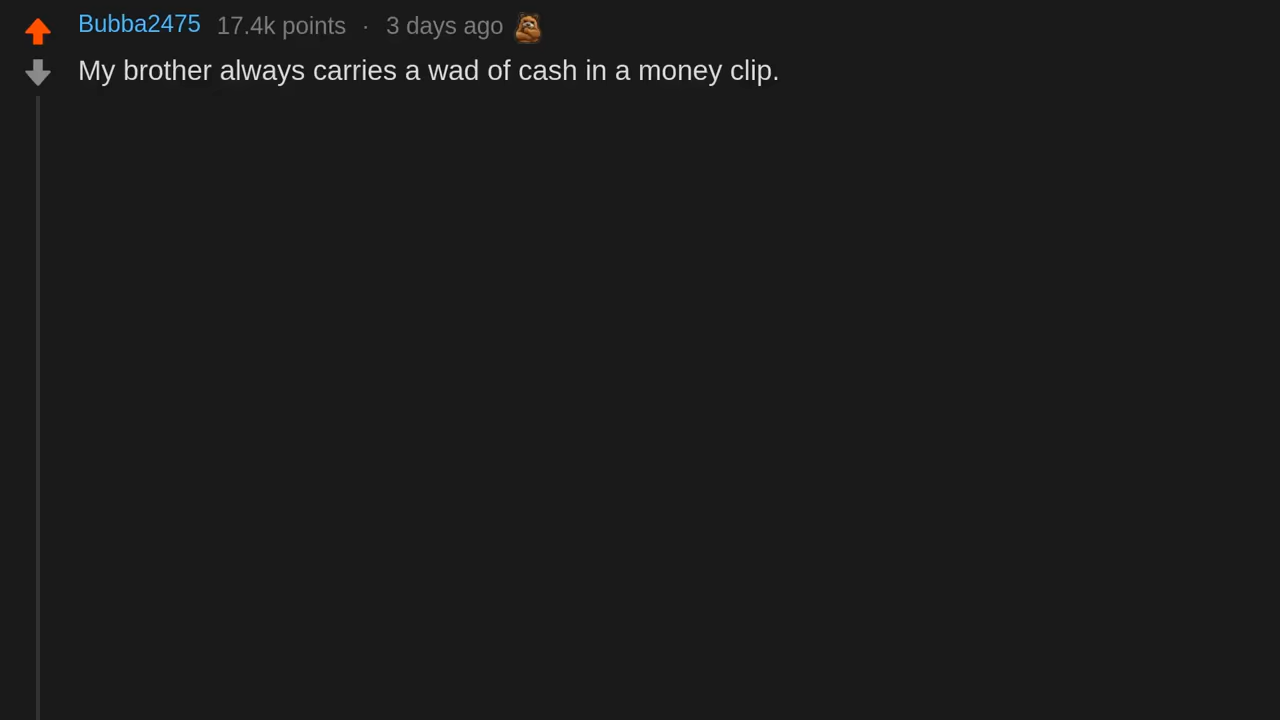 Bubba2475 17.4k points · 3 days ago
My brother always carries a wad of cash in a money clip.